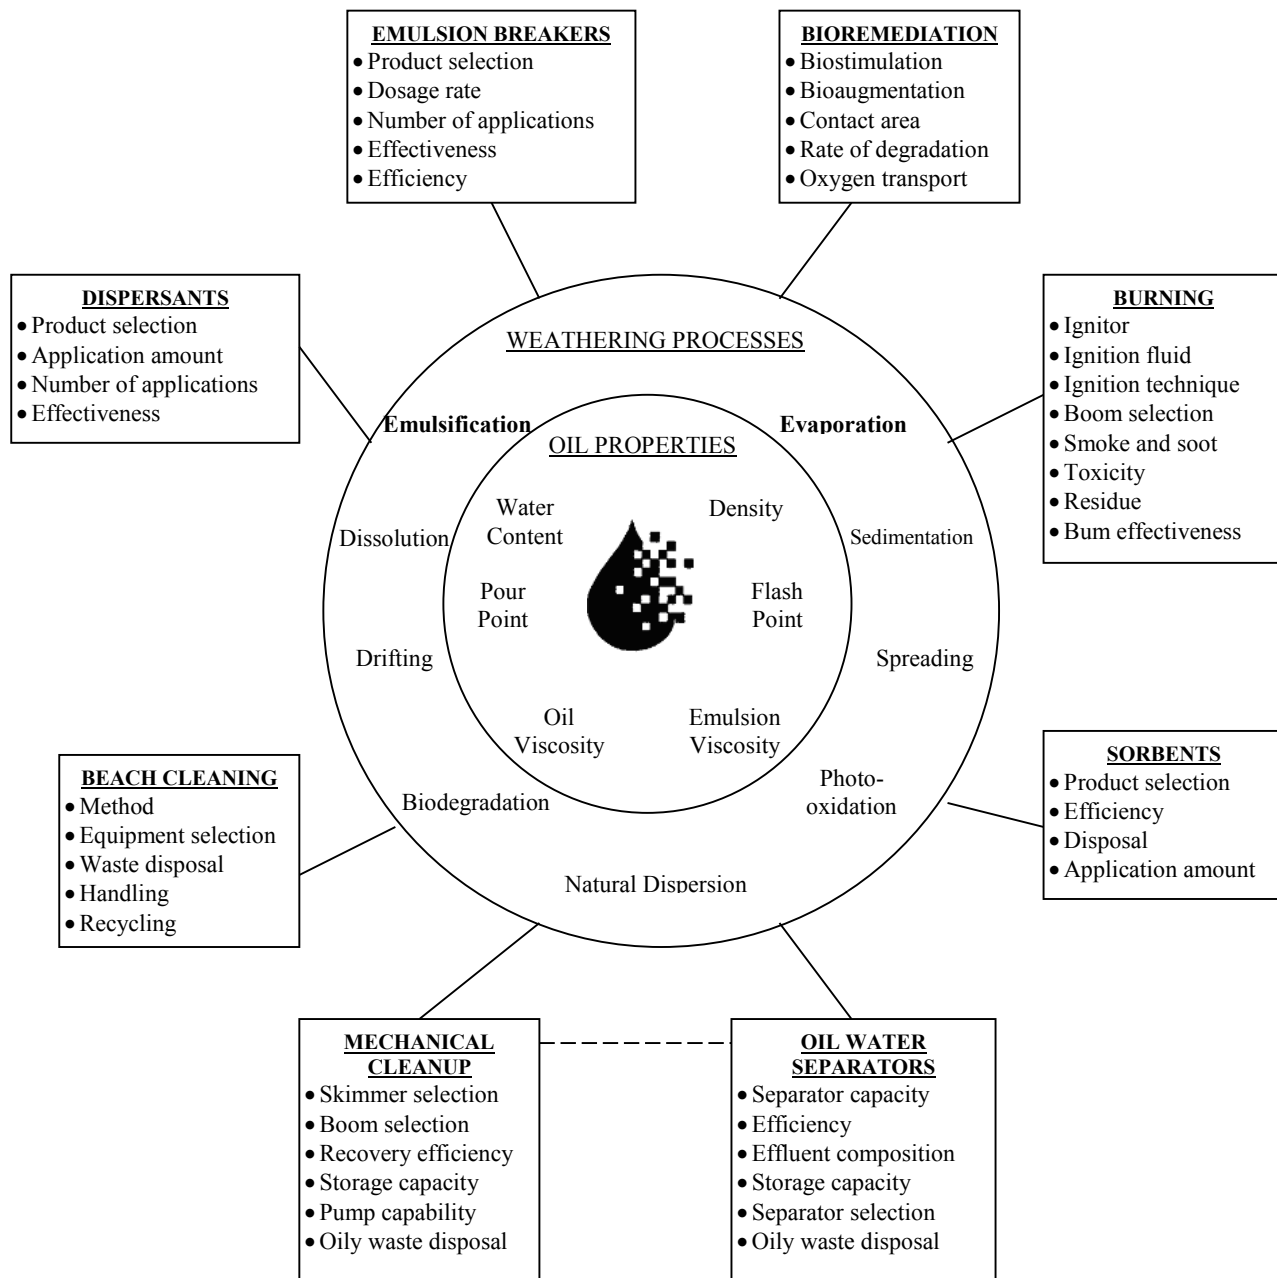 EMULSION BREAKERS
• Product selection
• Dosage rate
• Number of applications
• Effectiveness
• Efficiency
BIOREMEDIATION
• Biostimulation
• Bioaugmentation
• Contact area
• Rate of degradation
• Oxygen transport
DISPERSANTS
• Product selection
• Application amount
• Number of applications
• Effectiveness
BURNING
• Ignitor
• Ignition fluid
• Ignition technique
• Boom selection
• Smoke and soot
• Toxicity
• Residue
• Bum effectiveness
WEATHERING PROCESSES
Emulsification
Evaporation
Dissolution
Sedimentation
Drifting
Spreading
Biodegradation
Photo-
oxidation
Natural Dispersion
OIL PROPERTIES
Water
Content
Density
Pour
Point
Flash
Point
Oil
Viscosity
Emulsion
Viscosity
BEACH CLEANING
• Method
• Equipment selection
• Waste disposal
• Handling
• Recycling
SORBENTS
• Product selection
• Efficiency
• Disposal
• Application amount
MECHANICAL
CLEANUP
• Skimmer selection
• Boom selection
• Recovery efficiency
• Storage capacity
• Pump capability
• Oily waste disposal
OIL WATER
SEPARATORS
• Separator capacity
• Efficiency
• Effluent composition
• Storage capacity
• Separator selection
• Oily waste disposal